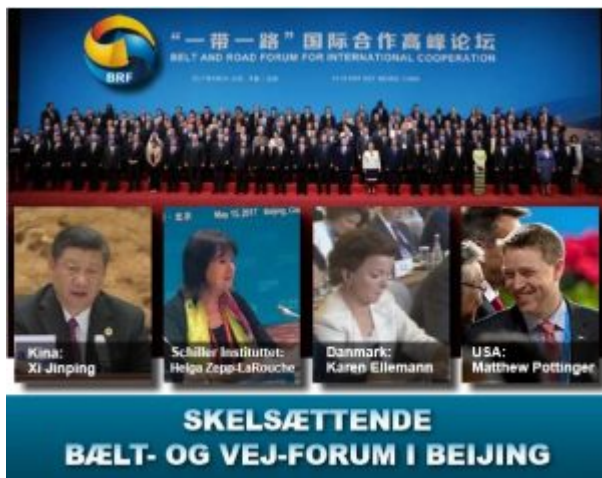 “一带一路”国际合作高峰论坛
BELT AND ROAD FORUM FOR INTERNATIONAL COOPERATION
BRF
May 15, 2017
Kina:
Xi Jinping
Schiller Instituttet:
Helga Zepp-LaRouche
Danmark:
Karen Ellemann
USA:
Matthew Pottinger
SKELSÆTTENDE
BÆLT- OG VEJ-FORUM I BEIJING